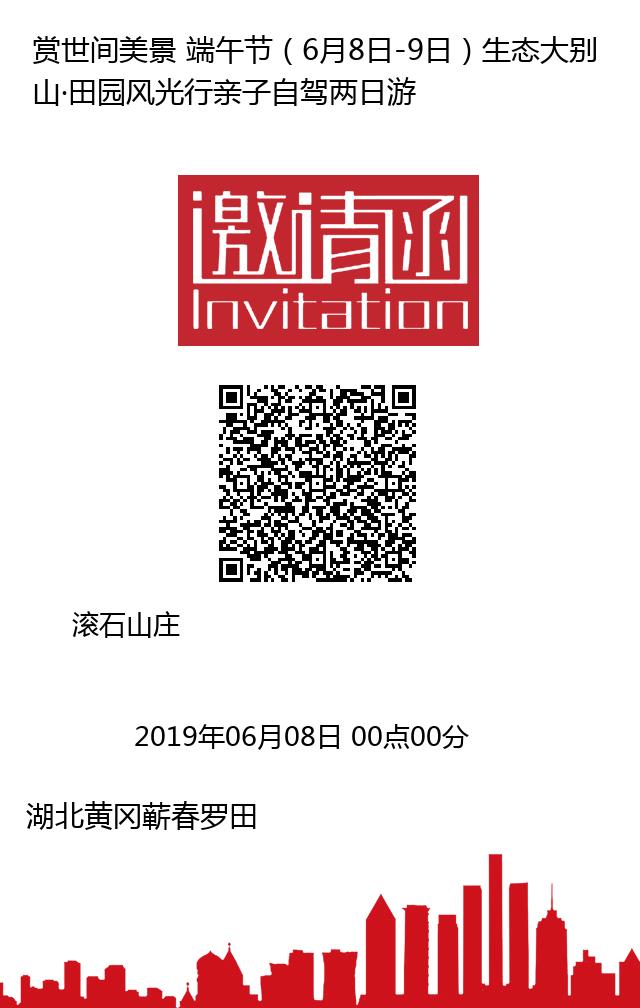 赏世间美景 端午节（6月8日-9日）生态大别
山·田园风光行亲子自驾两日游
邀请函
Invitation
滚石山庄
2019年06月08日 00点00分
湖北黄冈蕲春罗田